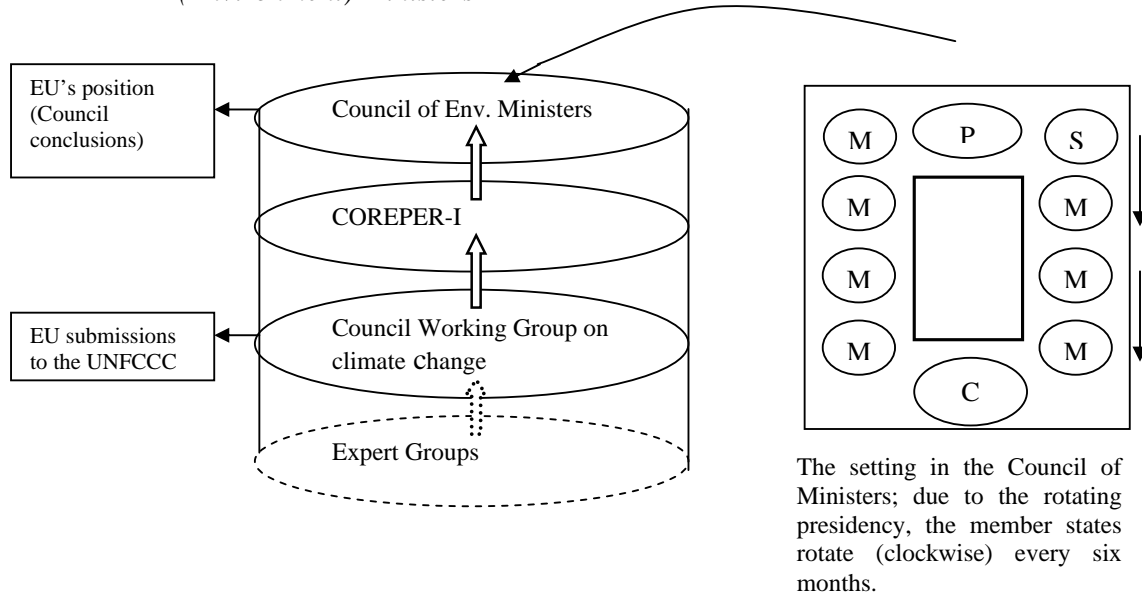 EU's position
(Council
conclusions)
Council of Env. Ministers
COREPER-I
EU submissions
to the UNFCCC
Council Working Group on
climate change
Expert Groups
M
P
S
M
M
M
M
M
M
C
The setting in the Council of
Ministers; due to the rotating
presidency, the member states
rotate (clockwise) every six
months.